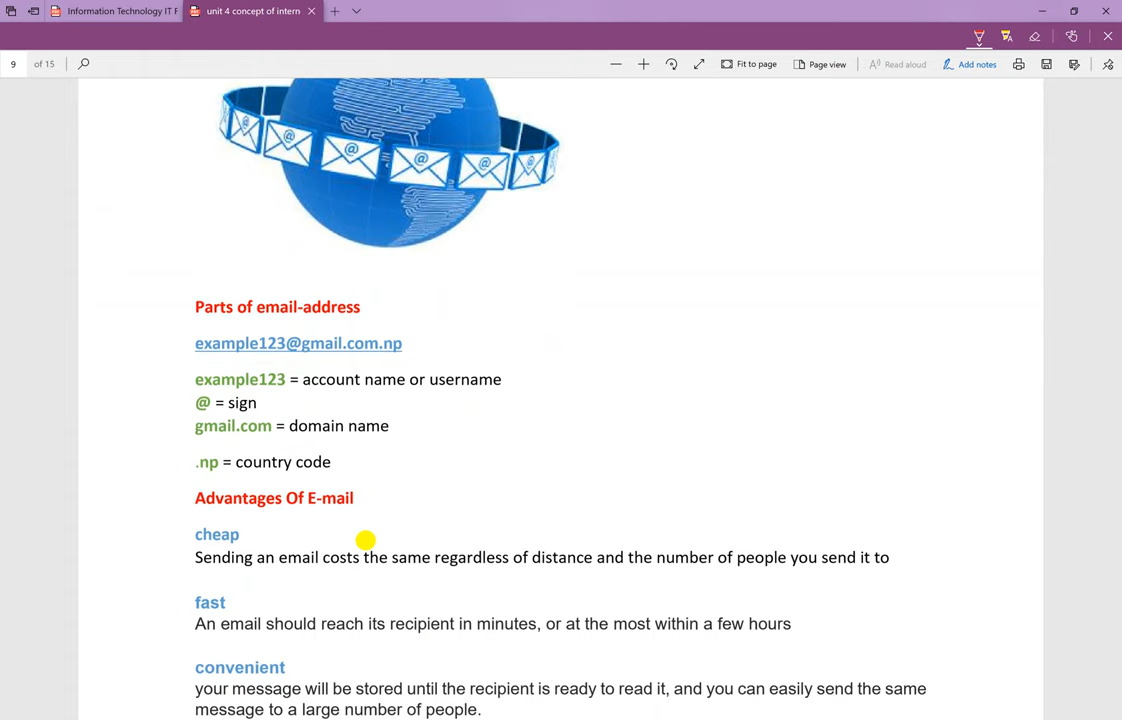 Information Technology IT F
unit 4 concept of intern
9 of 15
Fit to page
Page view
Read aloud
Add notes
Parts of email-address
example123@gmail.com.np
example123 = account name or username
@ = sign
gmail.com = domain name
.np = country code
Advantages Of E-mail
cheap
Sending an email costs the same regardless of distance and the number of people you send it to
fast
An email should reach its recipient in minutes, or at the most within a few hours
convenient
your message will be stored until the recipient is ready to read it, and you can easily send the same
message to a large number of people.